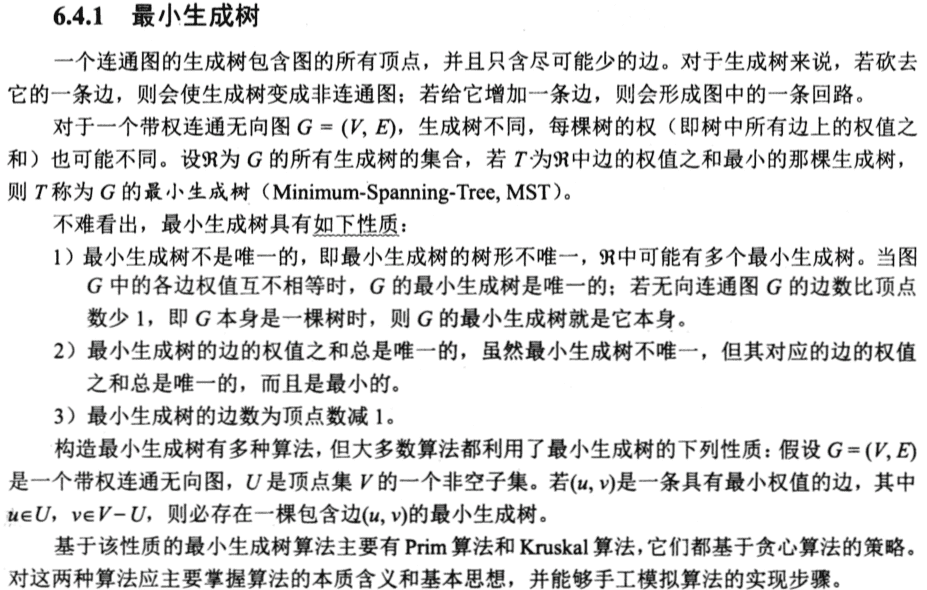 6.4.1 最小生成树
一个连通图的生成树包含图的所有顶点，并且只含尽可能少的边。对于生成树来说，若砍去
它的一条边，则会使生成树变成非连通图；若给它增加一条边，则会形成图中的一条回路。
对于一个带权连通无向图 G = (V, E)，生成树不同，每棵树的权（即树中所有边上的权值之
和）也可能不同。设ℜ为 G 的所有生成树的集合，若 T 为ℜ中边的权值之和最小的那棵生成树，
则 T 称为 G 的最小生成树（Minimum-Spanning-Tree, MST）。
不难看出，最小生成树具有如下性质：
1）最小生成树不是唯一的，即最小生成树的树形不唯一，ℜ中可能有多个最小生成树。当图
G 中的各边权值互不相等时，G 的最小生成树是唯一的；若无向连通图 G 的边数比顶点
数少 1，即 G 本身是一棵树时，则 G 的最小生成树就是它本身。
2）最小生成树的边的权值之和总是唯一的，虽然最小生成树不唯一，但其对应的边的权值
之和总是唯一的，而且是最小的。
3）最小生成树的边数为顶点数减 1。
构造最小生成树有多种算法，但大多数算法都利用了最小生成树的下列性质：假设 G = (V, E)
是一个带权连通无向图，U 是顶点集 V 的一个非空子集。若(u, v)是一条具有最小权值的边，其中
u∈U，v∈V−U，则必存在一棵包含边(u, v)的最小生成树。
基于该性质的最小生成树算法主要有 Prim 算法和 Kruskal 算法，它们都基于贪心算法的策略。
对这两种算法应主要掌握算法的本质含义和基本思想，并能够手工模拟算法的实现步骤。